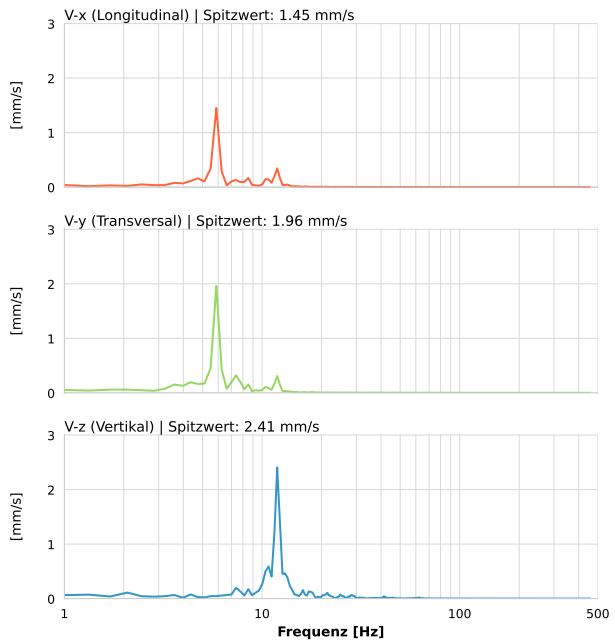 V-x (Longitudinal) | Spitzwert: 1.45 mm/s
3
2
1
0
[mm/s]
V-y (Transversal) | Spitzwert: 1.96 mm/s
3
2
1
0
[mm/s]
V-z (Vertikal) | Spitzwert: 2.41 mm/s
3
2
1
0
[mm/s]
1 10 100 500
Frequenz [Hz]